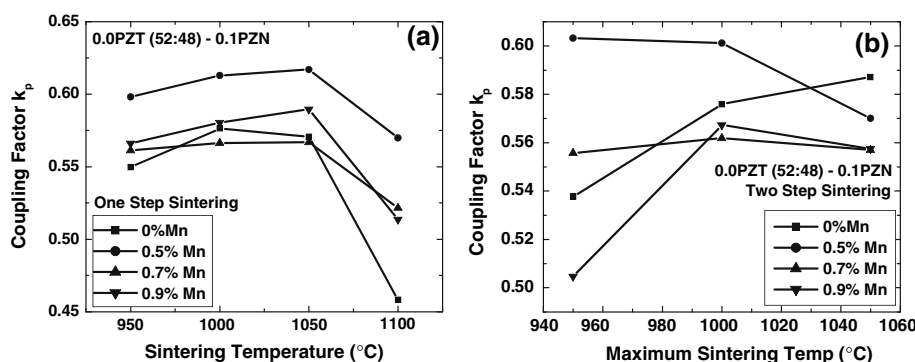 0.65
0.60
0.55
0.50
0.45
Coupling Factor kₚ
0.0PZT (52:48) - 0.1PZN
(a)
One Step Sintering
0%Mn
0.5% Mn
0.7% Mn
0.9% Mn
950
1000
1050
1100
Sintering Temperature (°C)
0.60
0.58
0.56
0.54
0.52
0.50
Coupling Factor kₚ
(b)
0.0PZT (52:48) - 0.1PZN
Two Step Sintering
0%Mn
0.5% Mn
0.7% Mn
0.9% Mn
940
960
980
1000
1020
1040
1060
Maximum Sintering Temp (°C)